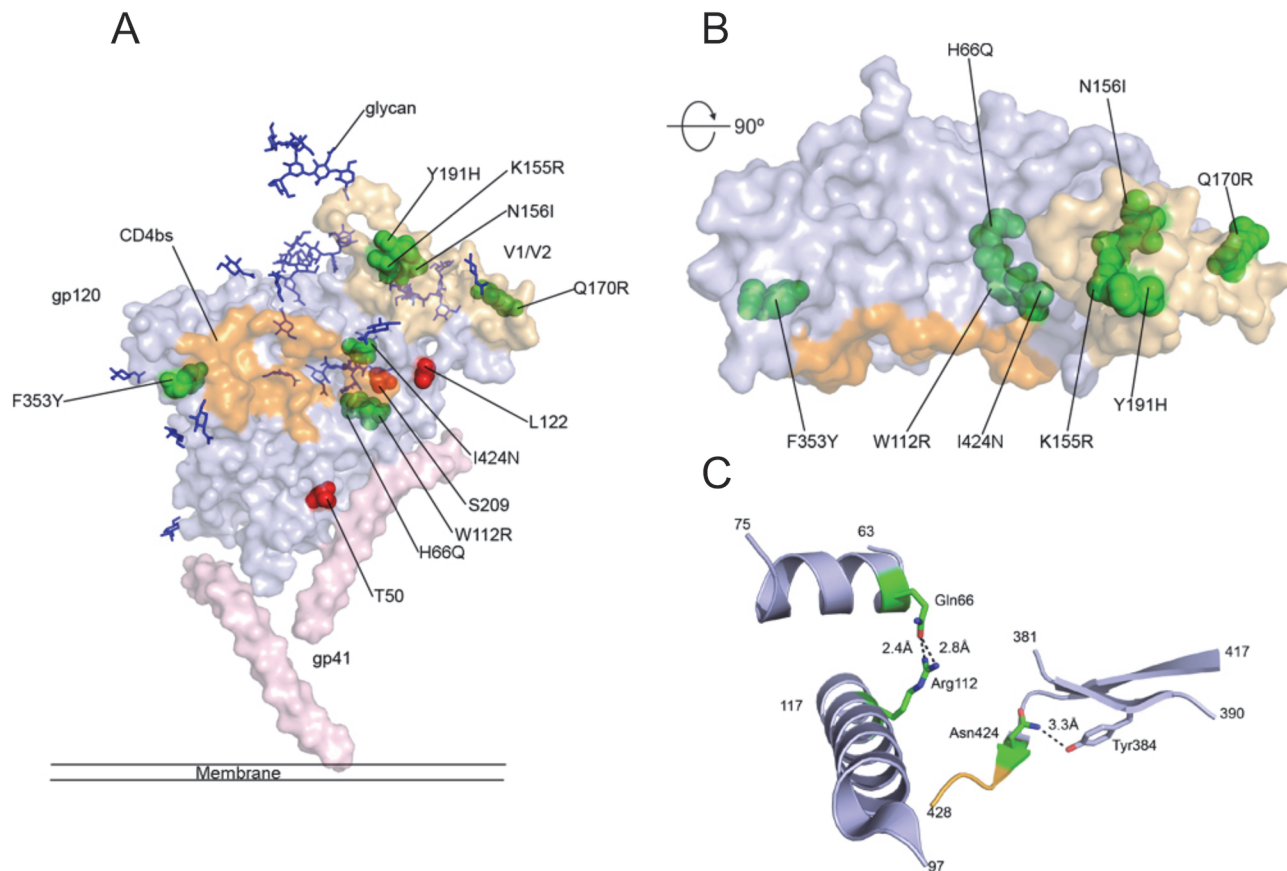 A
glycan
Y191H
K155R
N156I
CD4bs
V1/V2
gp120
Q170R
F353Y
L122
I424N
S209
W112R
H66Q
T50
gp41
Membrane
B
H66Q
N156I
90º
Q170R
F353Y
W112R
I424N
K155R
Y191H
C
75
63
Gln66
2.4Å
2.8Å
Arg112
381
417
117
390
Asn424
3.3Å
Tyr384
428
97